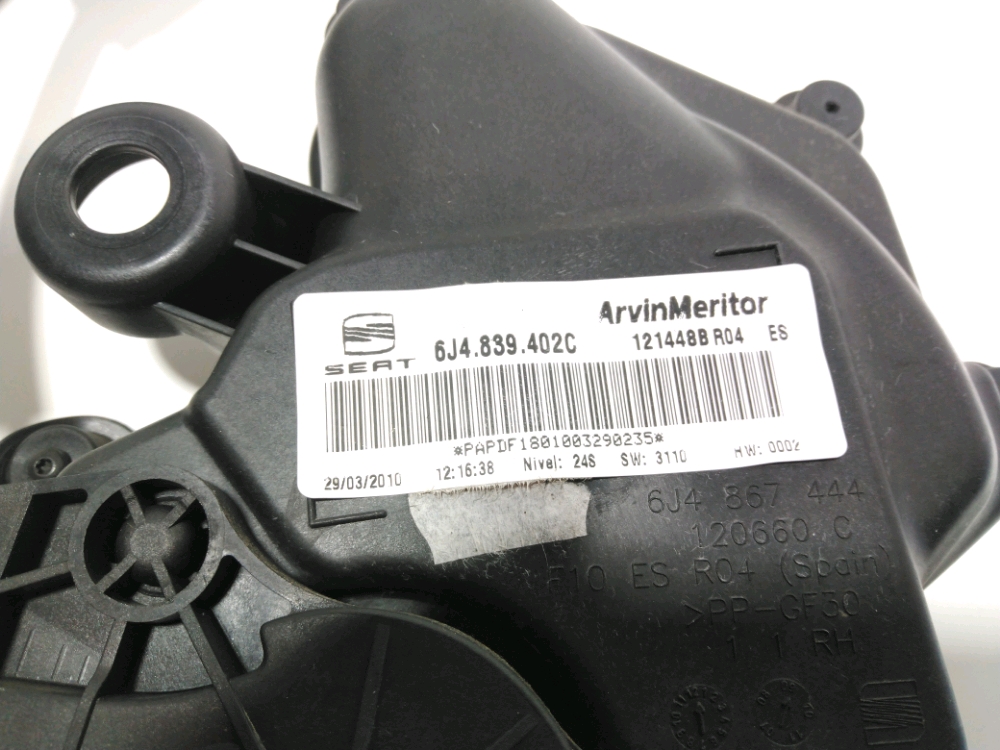 ArvinMeritor
SEAT 6J4.839.402C 121448B R04 ES
*PAPDF1801003290235*
29/03/2010 12:16:38 Nivel: 24S SW: 3110 HW: 0002
6J4 867 444
120660 C
F10 ES R04 (Spain)
>PP-GF30
1 1 RH